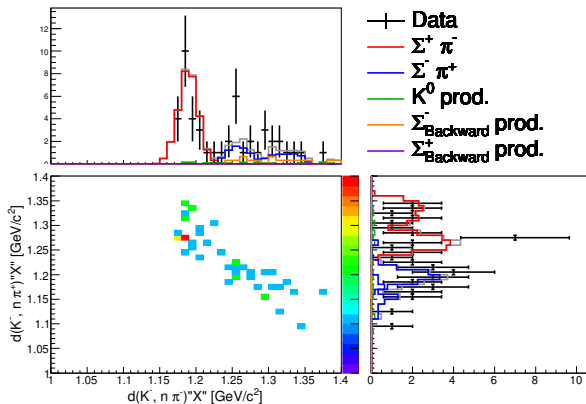 Data
Σ⁺ π⁻
Σ⁻ π⁺
K⁰ prod.
Σ⁻Backward prod.
Σ⁺Backward prod.
12
10
8
6
4
2
0
1.4
1.35
1.3
1.25
1.2
1.15
1.1
1.05
1
1 1.05 1.1 1.15 1.2 1.25 1.3 1.35 1.4
0 2 4 6 8 10
d(K⁻, n π⁺)"X" [GeV/c²]
d(K⁻, n π⁻)"X" [GeV/c²]